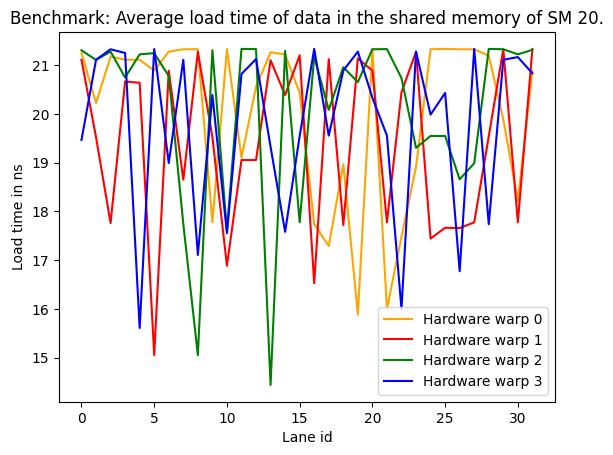 Benchmark: Average load time of data in the shared memory of SM 20.
Load time in ns
21
20
19
18
17
16
15
0
5
10
15
20
25
30
Lane id
Hardware warp 0
Hardware warp 1
Hardware warp 2
Hardware warp 3